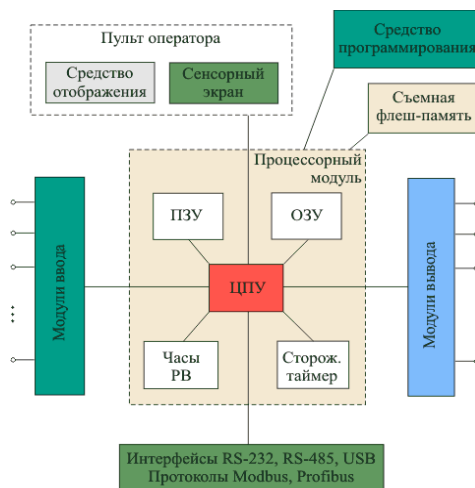 Пульт оператора
Средство
отображения
Сенсорный
экран
Средство
программирования
Съемная
флеш-память
Процессорный
модуль
ПЗУ
ОЗУ
ЦПУ
Часы
РВ
Сторож.
таймер
Модули ввода
Модули вывода
Интерфейсы RS-232, RS-485, USB
Протоколы Modbus, Profibus